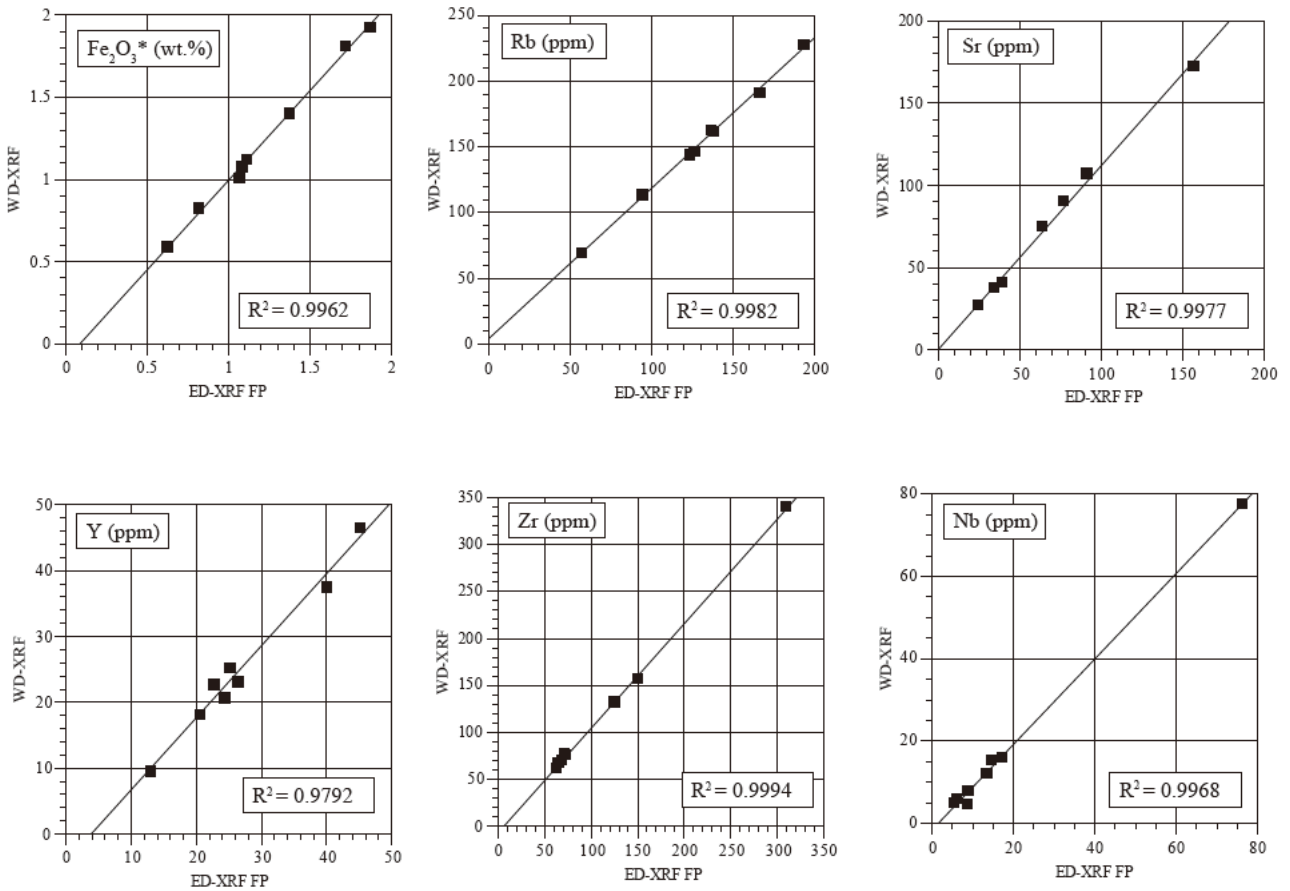 Fe₂O₃* (wt.%)
2
1.5
1
0.5
0
WD-XRF
R² = 0.9962
0 0.5 1 1.5 2
ED-XRF FP
Rb (ppm)
250
200
150
100
50
0
WD-XRF
R² = 0.9982
0 50 100 150 200
ED-XRF FP
Sr (ppm)
200
150
100
50
0
WD-XRF
R² = 0.9977
0 50 100 150 200
ED-XRF FP
Y (ppm)
50
40
30
20
10
0
WD-XRF
R² = 0.9792
0 20 20 30 40 50
ED-XRF FP
Zr (ppm)
350
300
250
200
150
100
50
0
WD-XRF
R² = 0.9994
0 50 100 150 200 250 300 350
ED-XRF FP
Nb (ppm)
80
60
40
20
0
WD-XRF
R² = 0.9968
0 20 40 60 80
ED-XRF FP